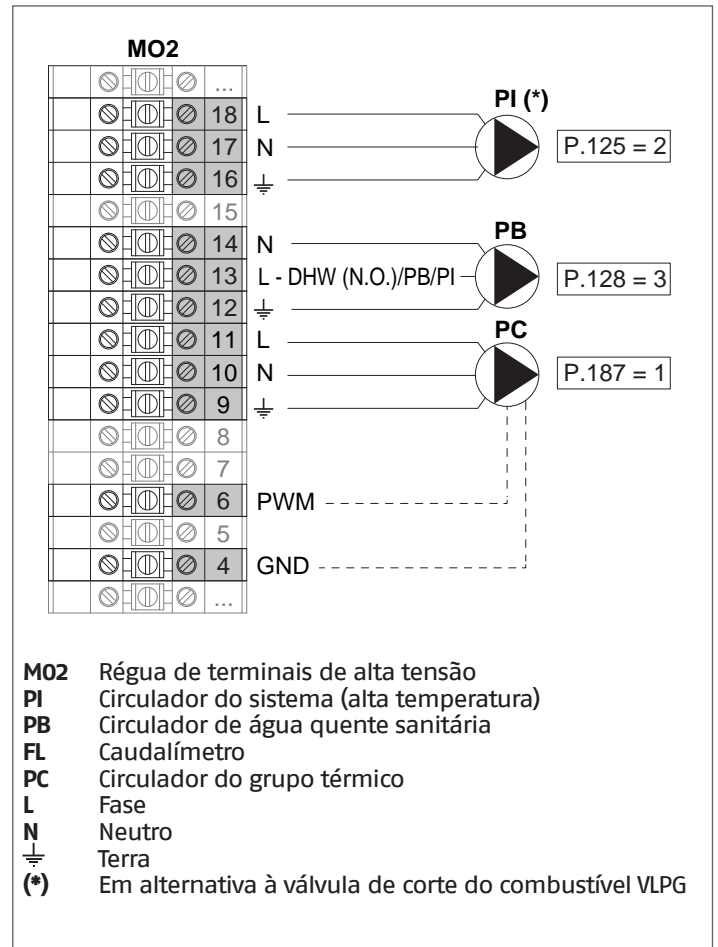 MO2
...
18 L
PI (*)
17 N
P.125 = 2
16 ⏚
15
PB
14 N
13 L - DHW (N.O.)/PB/PI
P.128 = 3
12 ⏚
PC
11 L
10 N
P.187 = 1
9 ⏚
8
7
6 PWM
5
4 GND
...
M02 Régua de terminais de alta tensão
PI Circulador do sistema (alta temperatura)
PB Circulador de água quente sanitária
FL Caudalímetro
PC Circulador do grupo térmico
L Fase
N Neutro
⏚ Terra
(*) Em alternativa à válvula de corte do combustível VLPG